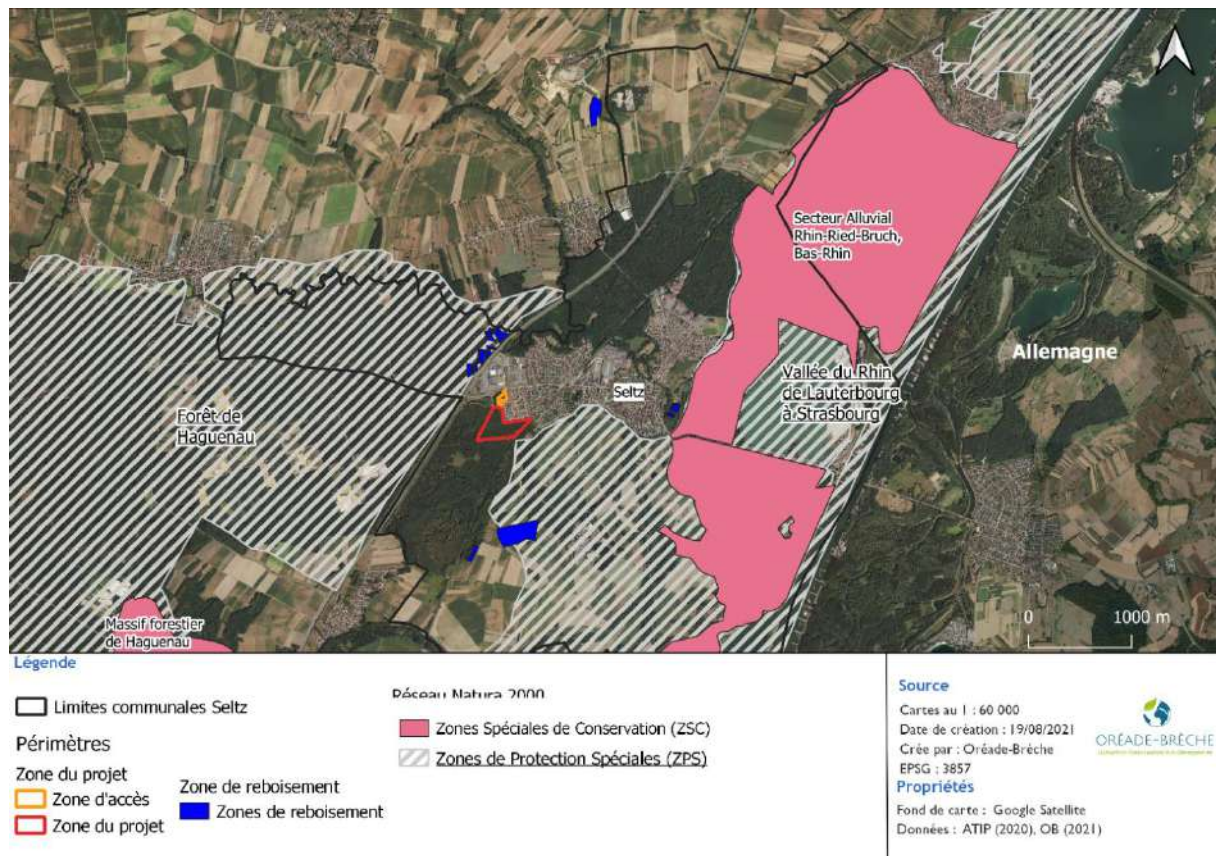 Secteur Alluvial
Rhin-Ried-Bruch,
Bas-Rhin
Allemagne
Vallée du Rhin
de Lauterbourg
à Strasbourg
Seltz
Forêt de
Haguenau
Massif forestier
de Haguenau
0 1000 m
Légende
Limites communales Seltz
Périmètres
Zone du projet
Zone d'accès
Zone du projet
Zone de reboisement
Zones de reboisement
Réseau Natura 2000
Zones Spéciales de Conservation (ZSC)
Zones de Protection Spéciales (ZPS)
Source
Cartes au 1 : 60 000
Date de création : 19/08/2021
Crée par : Oréade-Brèche
EPSG : 3857
Propriétés
Fond de carte : Google Satellite
Données : ATIP (2020), OB (2021)
ORÉADE-BRÈCHE